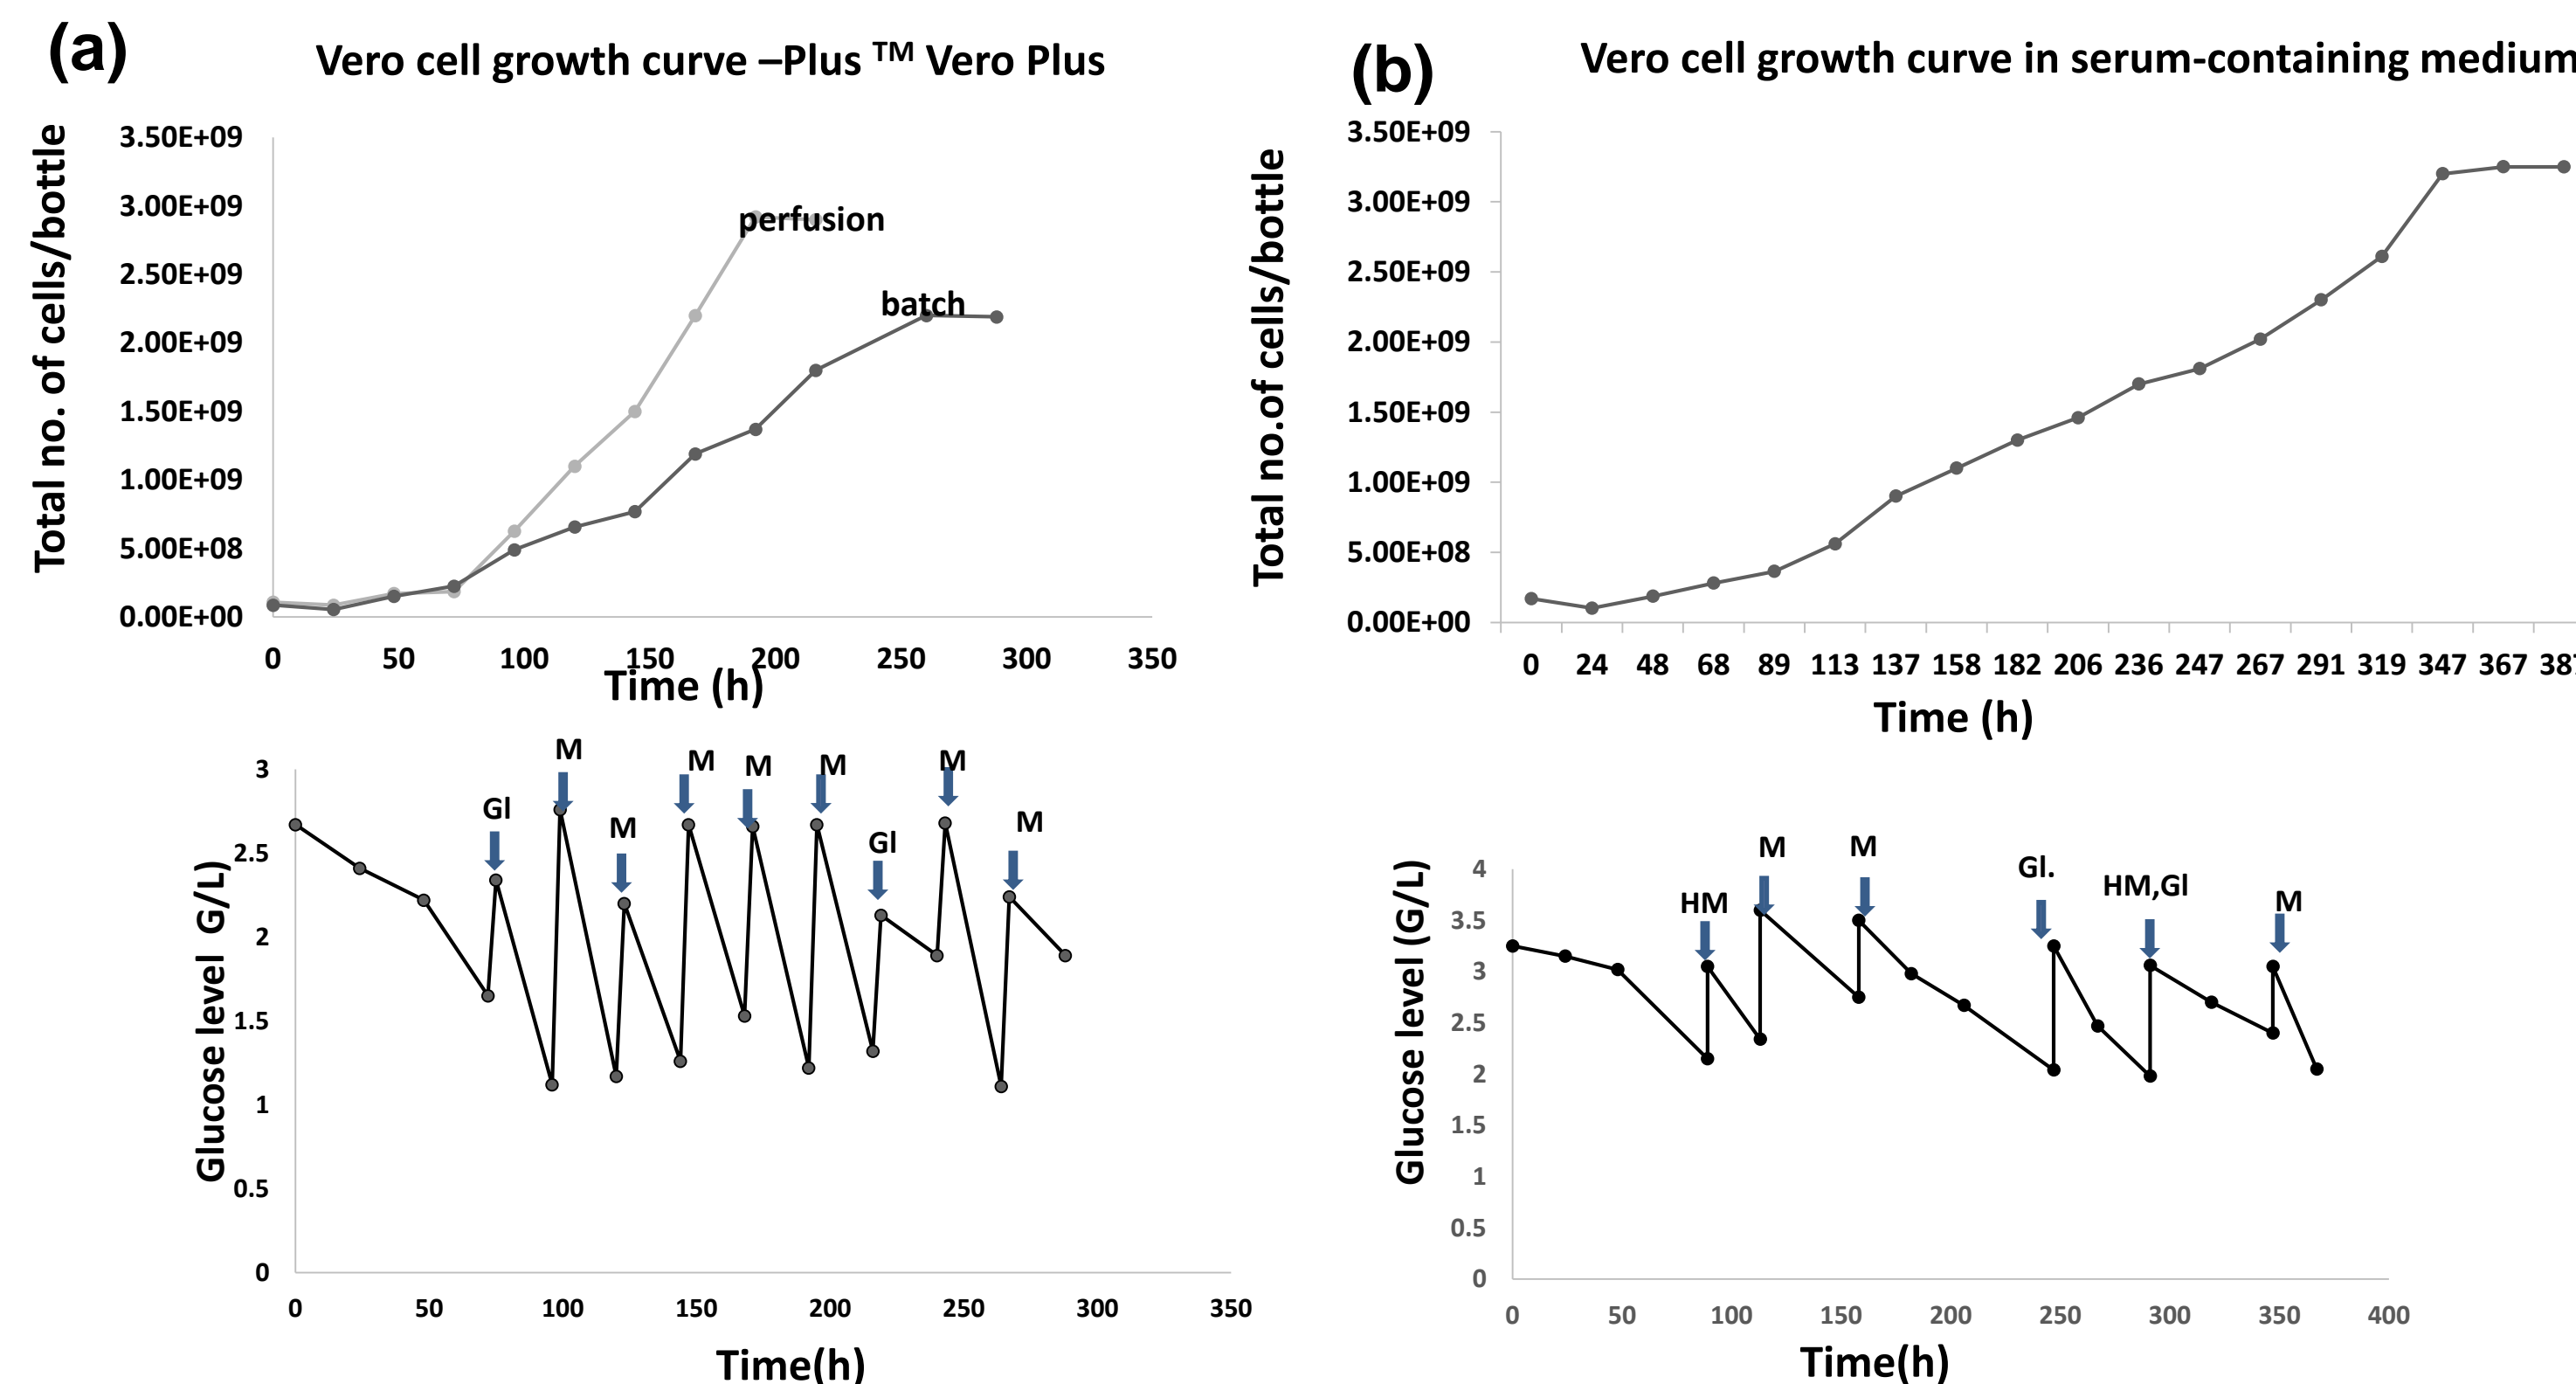 (a)
Vero cell growth curve –Plus ™ Vero Plus
Total no. of cells/bottle
3.50E+09
3.00E+09
2.50E+09
2.00E+09
1.50E+09
1.00E+09
5.00E+08
0.00E+00
perfusion
batch
0 50 100 150 200 250 300 350
Time (h)
Glucose level G/L)
3
2.5
2
1.5
1
0.5
0
Gl M M M M M Gl M M
0 50 100 150 200 250 300 350
Time(h)
(b)
Vero cell growth curve in serum-containing medium
Total no.of cells/bottle
3.50E+09
3.00E+09
2.50E+09
2.00E+09
1.50E+09
1.00E+09
5.00E+08
0.00E+00
0 24 48 68 89 113 137 158 182 206 236 247 267 291 319 347 367 387
Time (h)
Glucose level (G/L)
4
3.5
3
2.5
2
1.5
1
0.5
0
HM M M Gl. HM,Gl M
0 50 100 150 200 250 300 350 400
Time(h)